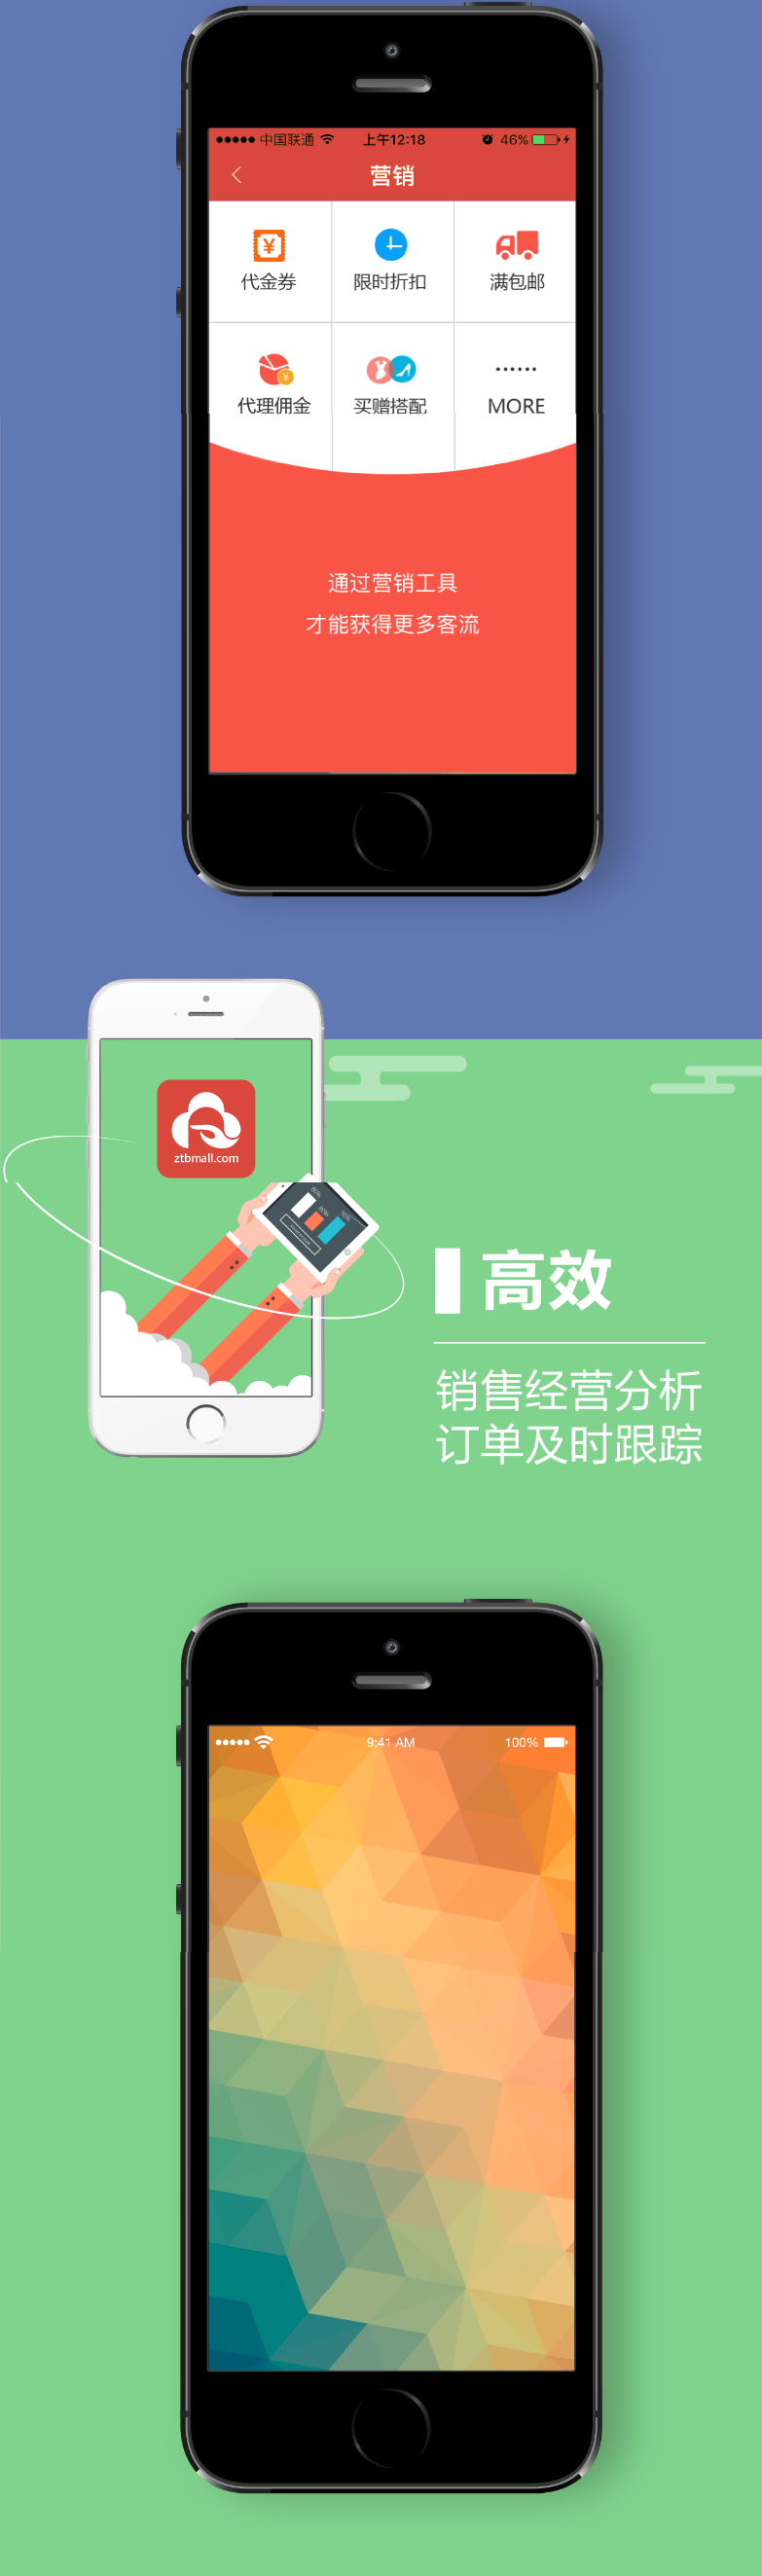 中国联通 上午12:18 46%
营销
代金券 限时折扣 满包邮
代理佣金 买赠搭配 MORE
通过营销工具
才能获得更多客流
ztbmall.com
高效
销售经营分析
订单及时跟踪
9:41 AM 100%